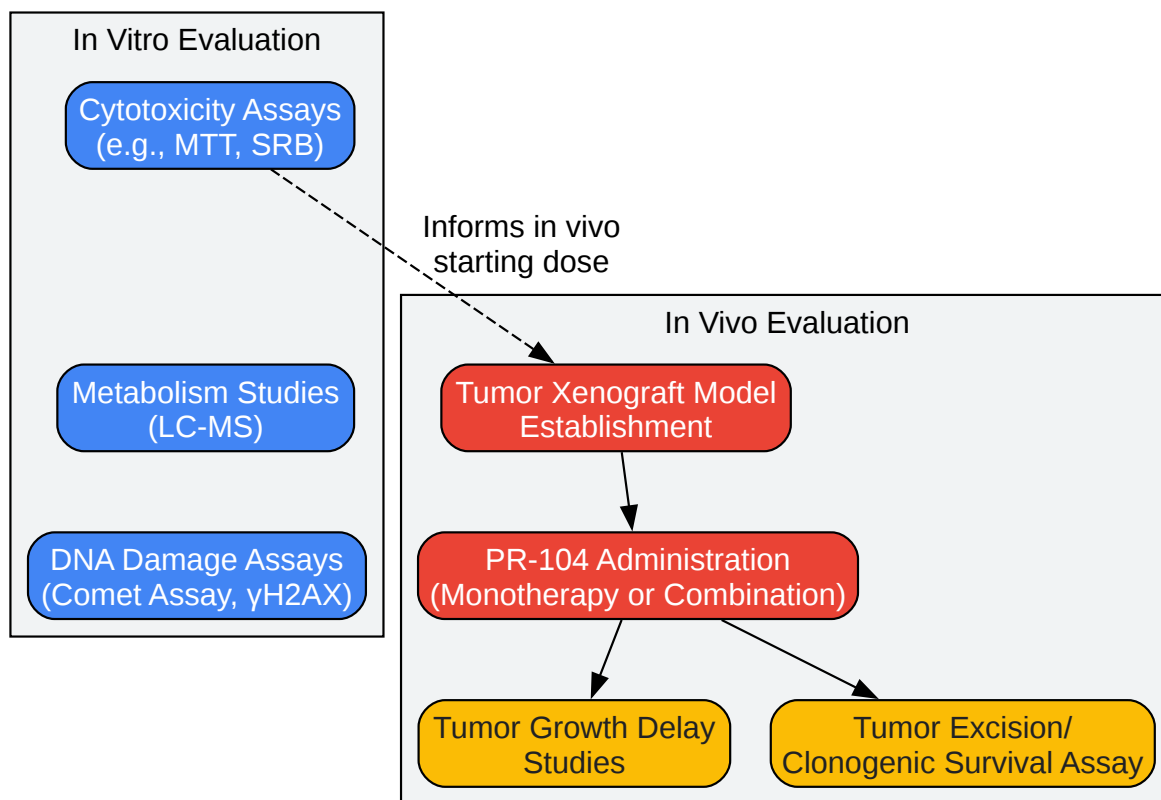 In Vitro Evaluation
Cytotoxicity Assays
(e.g., MTT, SRB)
Informs in vivo
starting dose
In Vivo Evaluation
Metabolism Studies
(LC-MS)
Tumor Xenograft Model
Establishment
DNA Damage Assays
(Comet Assay, γH2AX)
PR-104 Administration
(Monotherapy or Combination)
Tumor Growth Delay
Studies
Tumor Excision/
Clonogenic Survival Assay